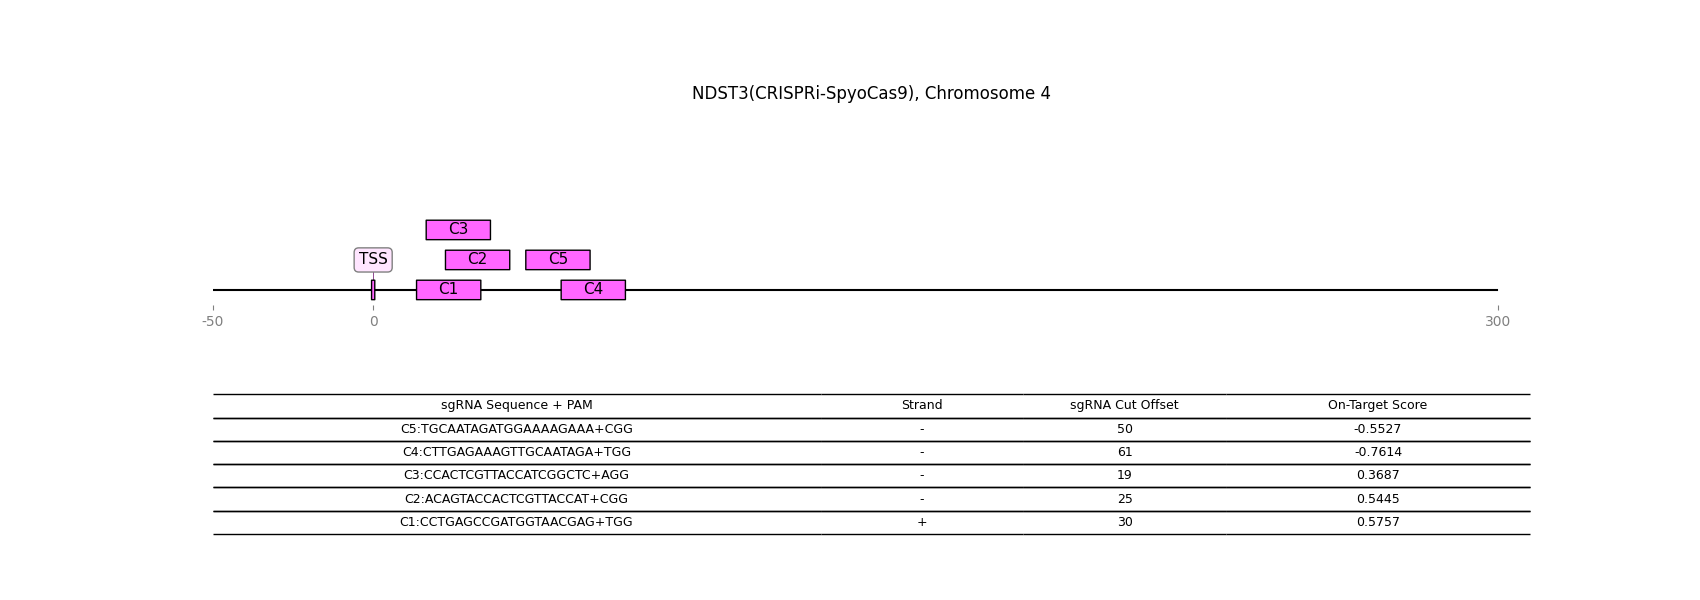 NDST3(CRISPRi-SpyoCas9), Chromosome 4
C3
TSS C2 C5
C1 C4
-50 0 300
sgRNA Sequence + PAM Strand sgRNA Cut Offset On-Target Score
C5:TGCAATAGATGGAAAAGAAA+CGG - 50 -0.5527
C4:CTTGAGAAAGTTGCAATAGA+TGG - 61 -0.7614
C3:CCACTCGTTACCATCGGCTC+AGG - 19 0.3687
C2:ACAGTACCACTCGTTACCAT+CGG - 25 0.5445
C1:CCTGAGCCGATGGTAACGAG+TGG + 30 0.5757